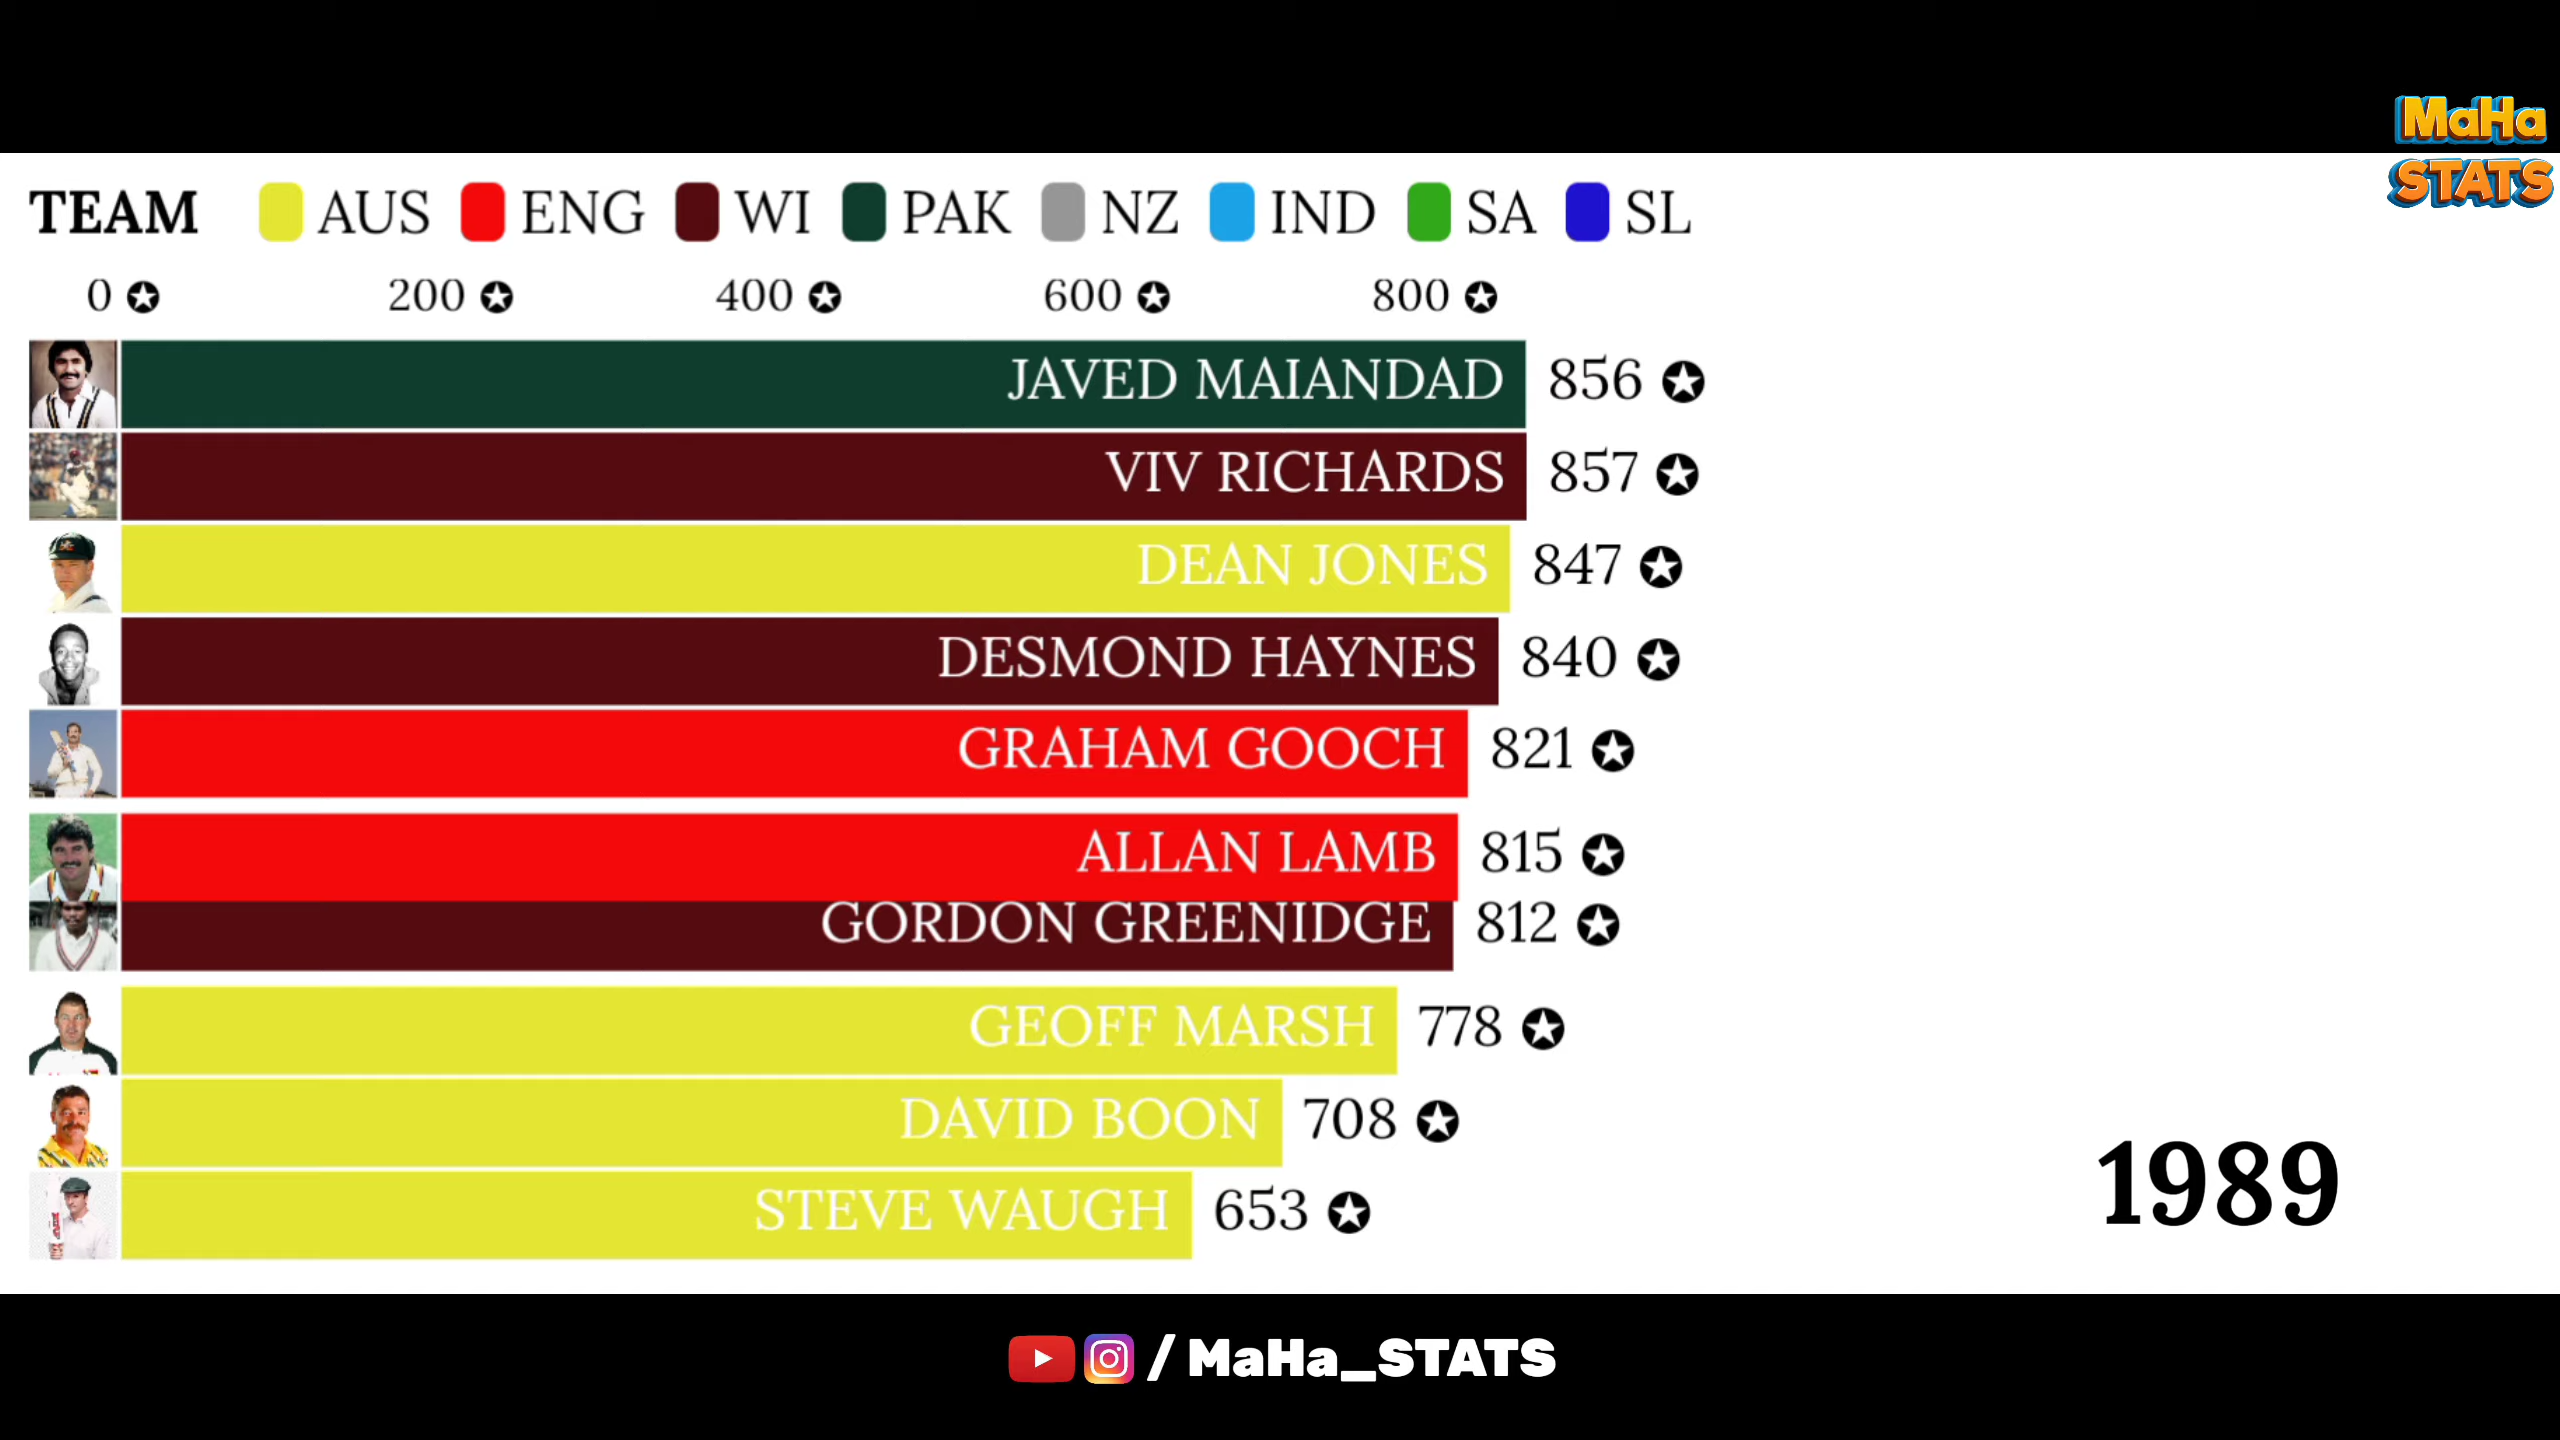 MaHa
STATS
TEAM AUS ENG WI PAK NZ IND SA SL
0 200 400 600 800
JAVED MAIANDAD 856
VIV RICHARDS 857
DEAN JONES 847
DESMOND HAYNES 840
GRAHAM GOOCH 821
ALLAN LAMB 815
GORDON GREENIDGE 812
GEOFF MARSH 778
DAVID BOON 708
STEVE WAUGH 653
1989
/ MaHa_STATS